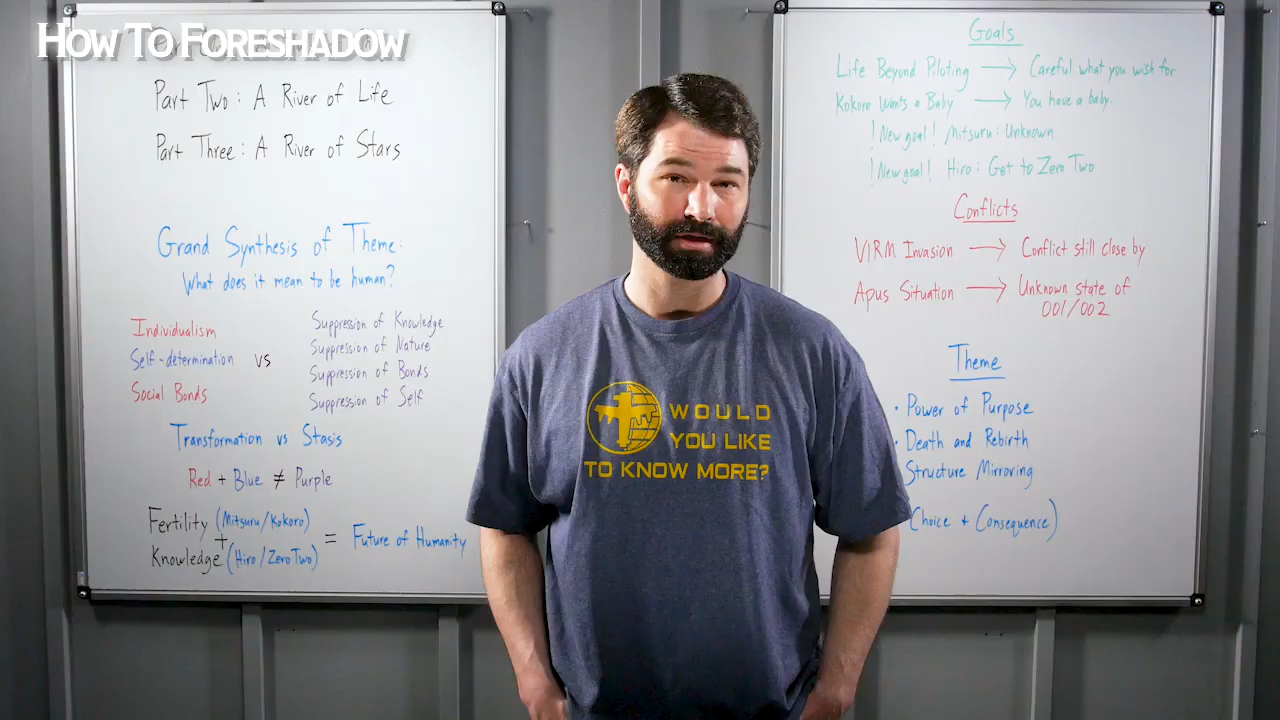 How To Foreshadow
Part Two: A River of Life
Part Three: A River of Stars
Grand Synthesis of Theme:
What does it mean to be human?
Individualism
Self-determination
Social Bonds
vs
Suppression of Knowledge
Suppression of Nature
Suppression of Bonds
Suppression of Self
Transformation vs Stasis
Red + Blue ≠ Purple
Fertility (Mitsuru/Kokoro)
+
Knowledge (Hiro/Zero Two)
= Future of Humanity
WOULD
YOU LIKE
TO KNOW MORE?
Goals
Life Beyond Piloting → Careful what you wish for
Kokoro Wants a Baby → You have a baby.
! New goal! Mitsuru: Unknown
! New goal! Hiro: Get to Zero Two
Conflicts
VIRM Invasion → Conflict still close by
Apus Situation → Unknown state of
001/002
Theme
• Power of Purpose
• Death and Rebirth
Structure Mirroring
(Choice + Consequence)